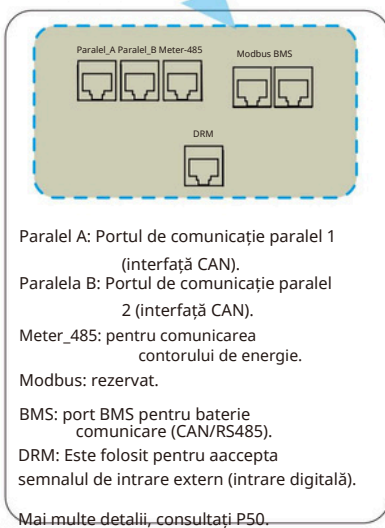 Paralel_A Paralel_B Meter-485
Modbus BMS
DRM
Paralel A: Portul de comunicație paralel 1
(interfață CAN).
Paralela B: Portul de comunicație paralel
2 (interfață CAN).
Meter_485: pentru comunicarea
contorului de energie.
Modbus: rezervat.
BMS: port BMS pentru baterie
comunicare (CAN/RS485).
DRM: Este folosit pentru aaccepta
semnalul de intrare extern (intrare digitală).
Mai multe detalii, consultați P50.